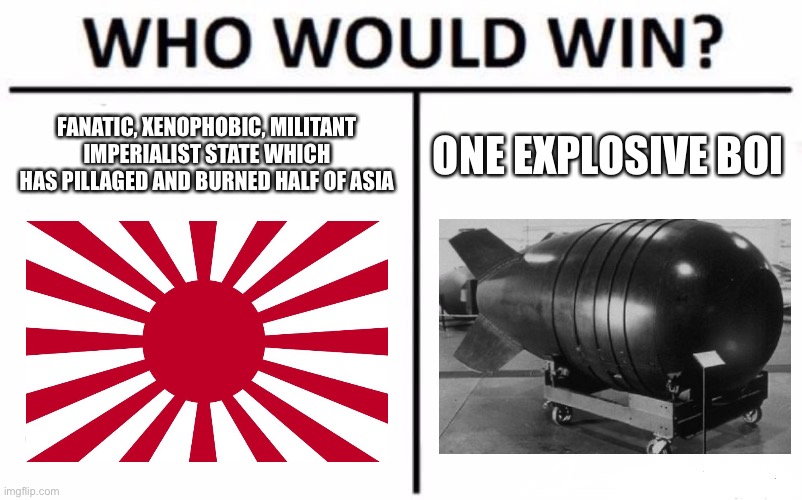 WHO WOULD WIN?
FANATIC, XENOPHOBIC, MILITANT
IMPERIALIST STATE WHICH
HAS PILLAGED AND BURNED HALF OF ASIA
ONE EXPLOSIVE BOI
imgflip.com